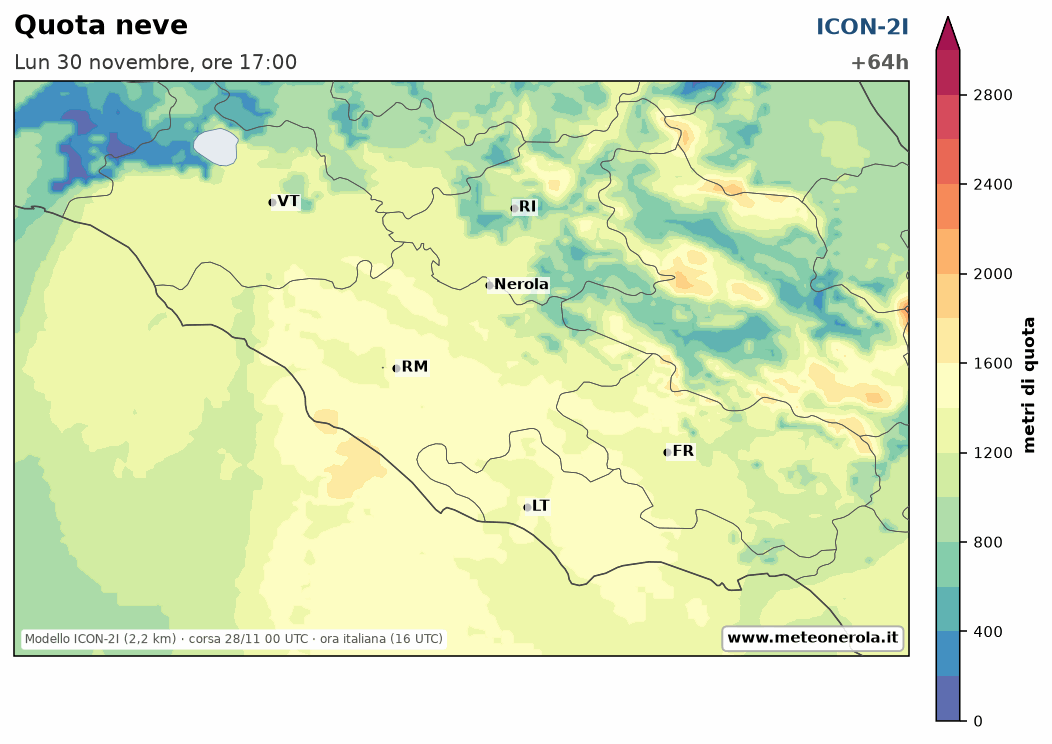 Quota neve
ICON-2I
Lun 30 novembre, ore 17:00
+64h
VT
RI
Nerola
RM
FR
LT
Modello ICON-2I (2,2 km) · corsa 28/11 00 UTC · ora italiana (16 UTC)
www.meteonerola.it
2800
2400
2000
1600
1200
800
400
0
metri di quota